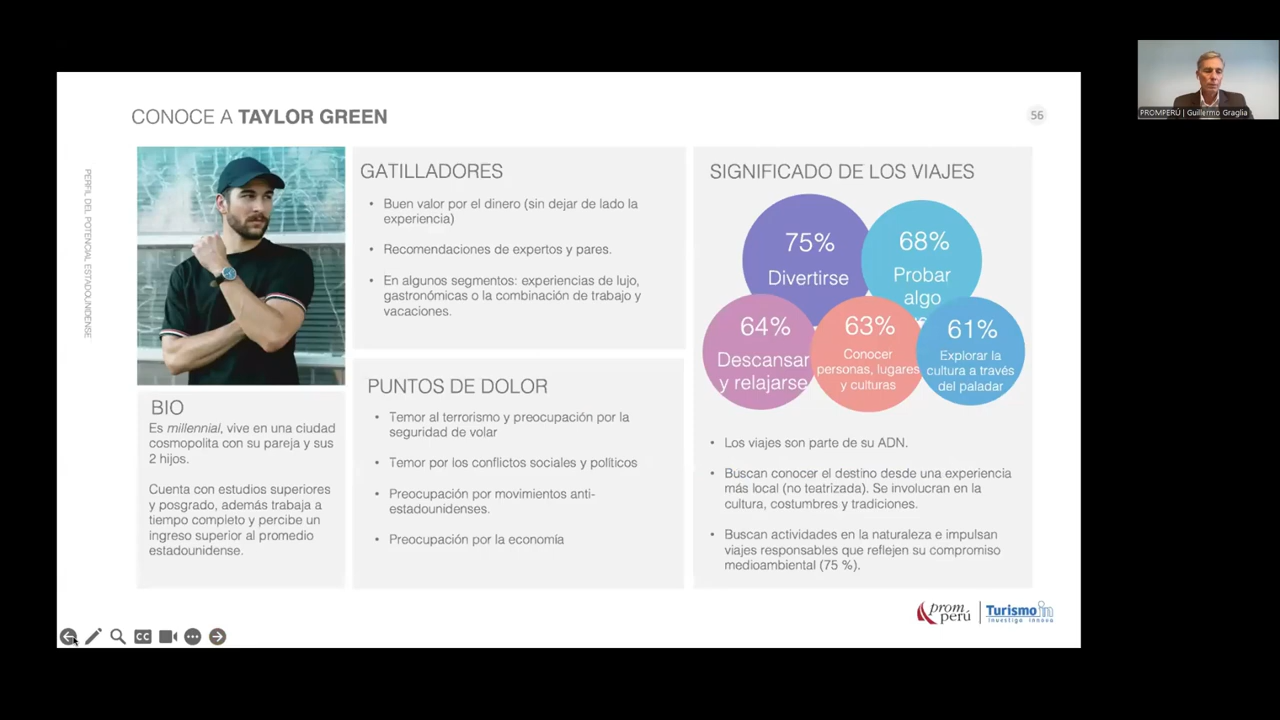 CONOCE A TAYLOR GREEN
56
PROMPERÚ | Guillermo Graglia
PERFIL DEL POTENCIAL ESTADOUNIDENSE
BIO
Es millennial, vive en una ciudad
cosmopolita con su pareja y sus
2 hijos.
Cuenta con estudios superiores
y posgrado, además trabaja a
tiempo completo y percibe un
ingreso superior al promedio
estadounidense.
GATILLADORES
• Buen valor por el dinero (sin dejar de lado la
experiencia)
• Recomendaciones de expertos y pares.
• En algunos segmentos: experiencias de lujo,
gastronómicas o la combinación de trabajo y
vacaciones.
PUNTOS DE DOLOR
• Temor al terrorismo y preocupación por la
seguridad de volar
• Temor por los conflictos sociales y políticos
• Preocupación por movimientos anti-
estadounidenses.
• Preocupación por la economía
SIGNIFICADO DE LOS VIAJES
75%
Divertirse
68%
Probar
algo
64%
Descansar
y relajarse
63%
Conocer
personas, lugares
y culturas
61%
Explorar la
cultura a través
del paladar
• Los viajes son parte de su ADN.
• Buscan conocer el destino desde una experiencia
más local (no teatrizada). Se involucran en la
cultura, costumbres y tradiciones.
• Buscan actividades en la naturaleza e impulsan
viajes responsables que reflejen su compromiso
medioambiental (75 %).
prom
perú
Turismo in
investiga innova
CC